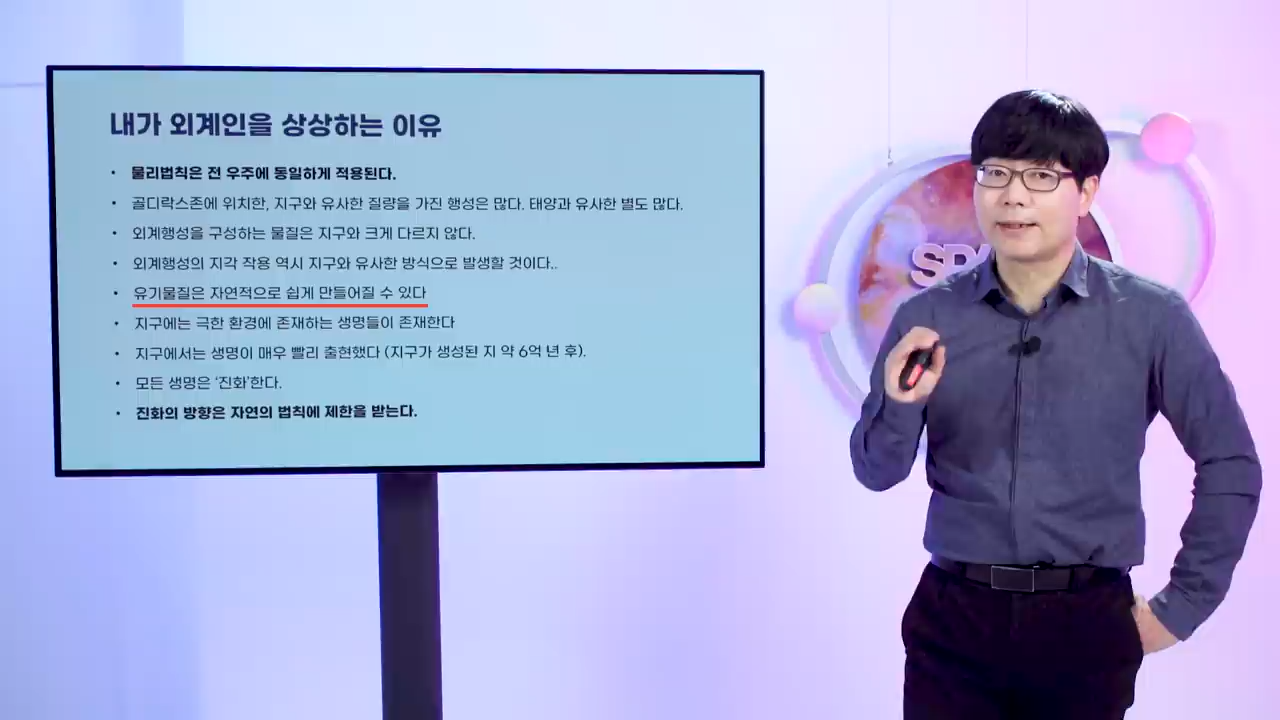 내가 외계인을 상상하는 이유
• 물리법칙은 전 우주에 동일하게 적용된다.
• 골디락스존에 위치한, 지구와 유사한 질량을 가진 행성은 많다. 태양과 유사한 별도 많다.
• 외계행성을 구성하는 물질은 지구와 크게 다르지 않다.
• 외계행성의 지각 작용 역시 지구와 유사한 방식으로 발생할 것이다..
• 유기물질은 자연적으로 쉽게 만들어질 수 있다
• 지구에는 극한 환경에 존재하는 생명들이 존재한다
• 지구에서는 생명이 매우 빨리 출현했다 (지구가 생성된 지 약 6억 년 후).
• 모든 생명은 '진화'한다.
• 진화의 방향은 자연의 법칙에 제한을 받는다.